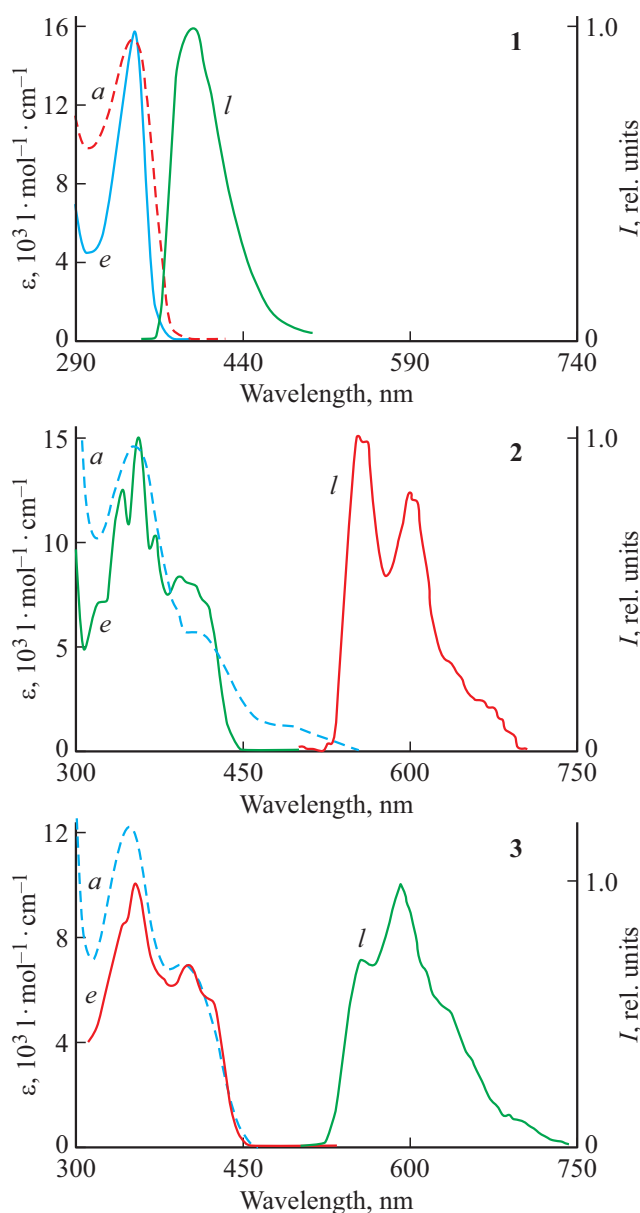 16
12
8
4
0
ε, 10³ l · mol⁻¹ · cm⁻¹
a
e
l
1
1.0
0
I, rel. units
290
440
590
740
Wavelength, nm
15
10
5
0
ε, 10³ l · mol⁻¹ · cm⁻¹
a
e
l
2
1.0
0
I, rel. units
300
450
600
750
Wavelength, nm
12
8
4
0
ε, 10³ l · mol⁻¹ · cm⁻¹
a
e
l
3
1.0
0
I, rel. units
300
450
600
750
Wavelength, nm